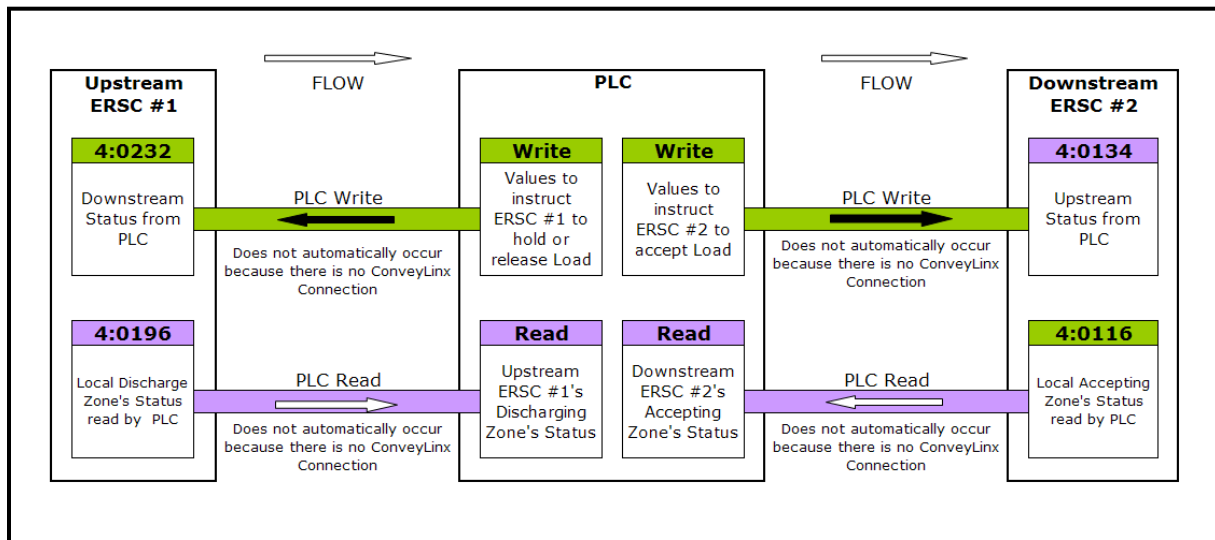 FLOW
FLOW
Upstream
ERSC #1
4:0232
Downstream
Status from
PLC
4:0196
Local Discharge
Zone's Status
read by PLC
PLC Write
Does not automatically occur
because there is no ConveyLinx
Connection
PLC Read
Does not automatically occur
because there is no ConveyLinx
Connection
PLC
Write
Values to
instruct
ERSC #1 to
hold or
release Load
Write
Values to
instruct
ERSC #2 to
accept Load
Read
Upstream
ERSC #1's
Discharging
Zone's Status
Read
Downstream
ERSC #2's
Accepting
Zone's Status
PLC Write
Does not automatically occur
because there is no ConveyLinx
Connection
PLC Read
Does not automatically occur
because there is no ConveyLinx
Connection
Downstream
ERSC #2
4:0134
Upstream
Status from
PLC
4:0116
Local Accepting
Zone's Status
read by PLC